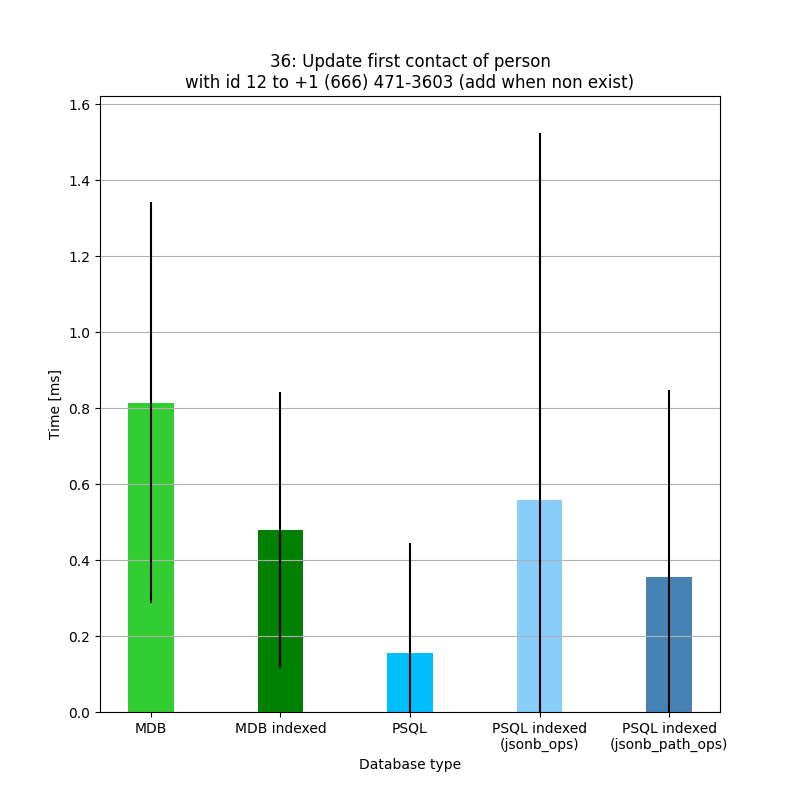 36: Update first contact of person
with id 12 to +1 (666) 471-3603 (add when non exist)
1.6
1.4
1.2
1.0
0.8
0.6
0.4
0.2
0.0
Time [ms]
MDB
MDB indexed
PSQL
PSQL indexed
(jsonb_ops)
PSQL indexed
(jsonb_path_ops)
Database type